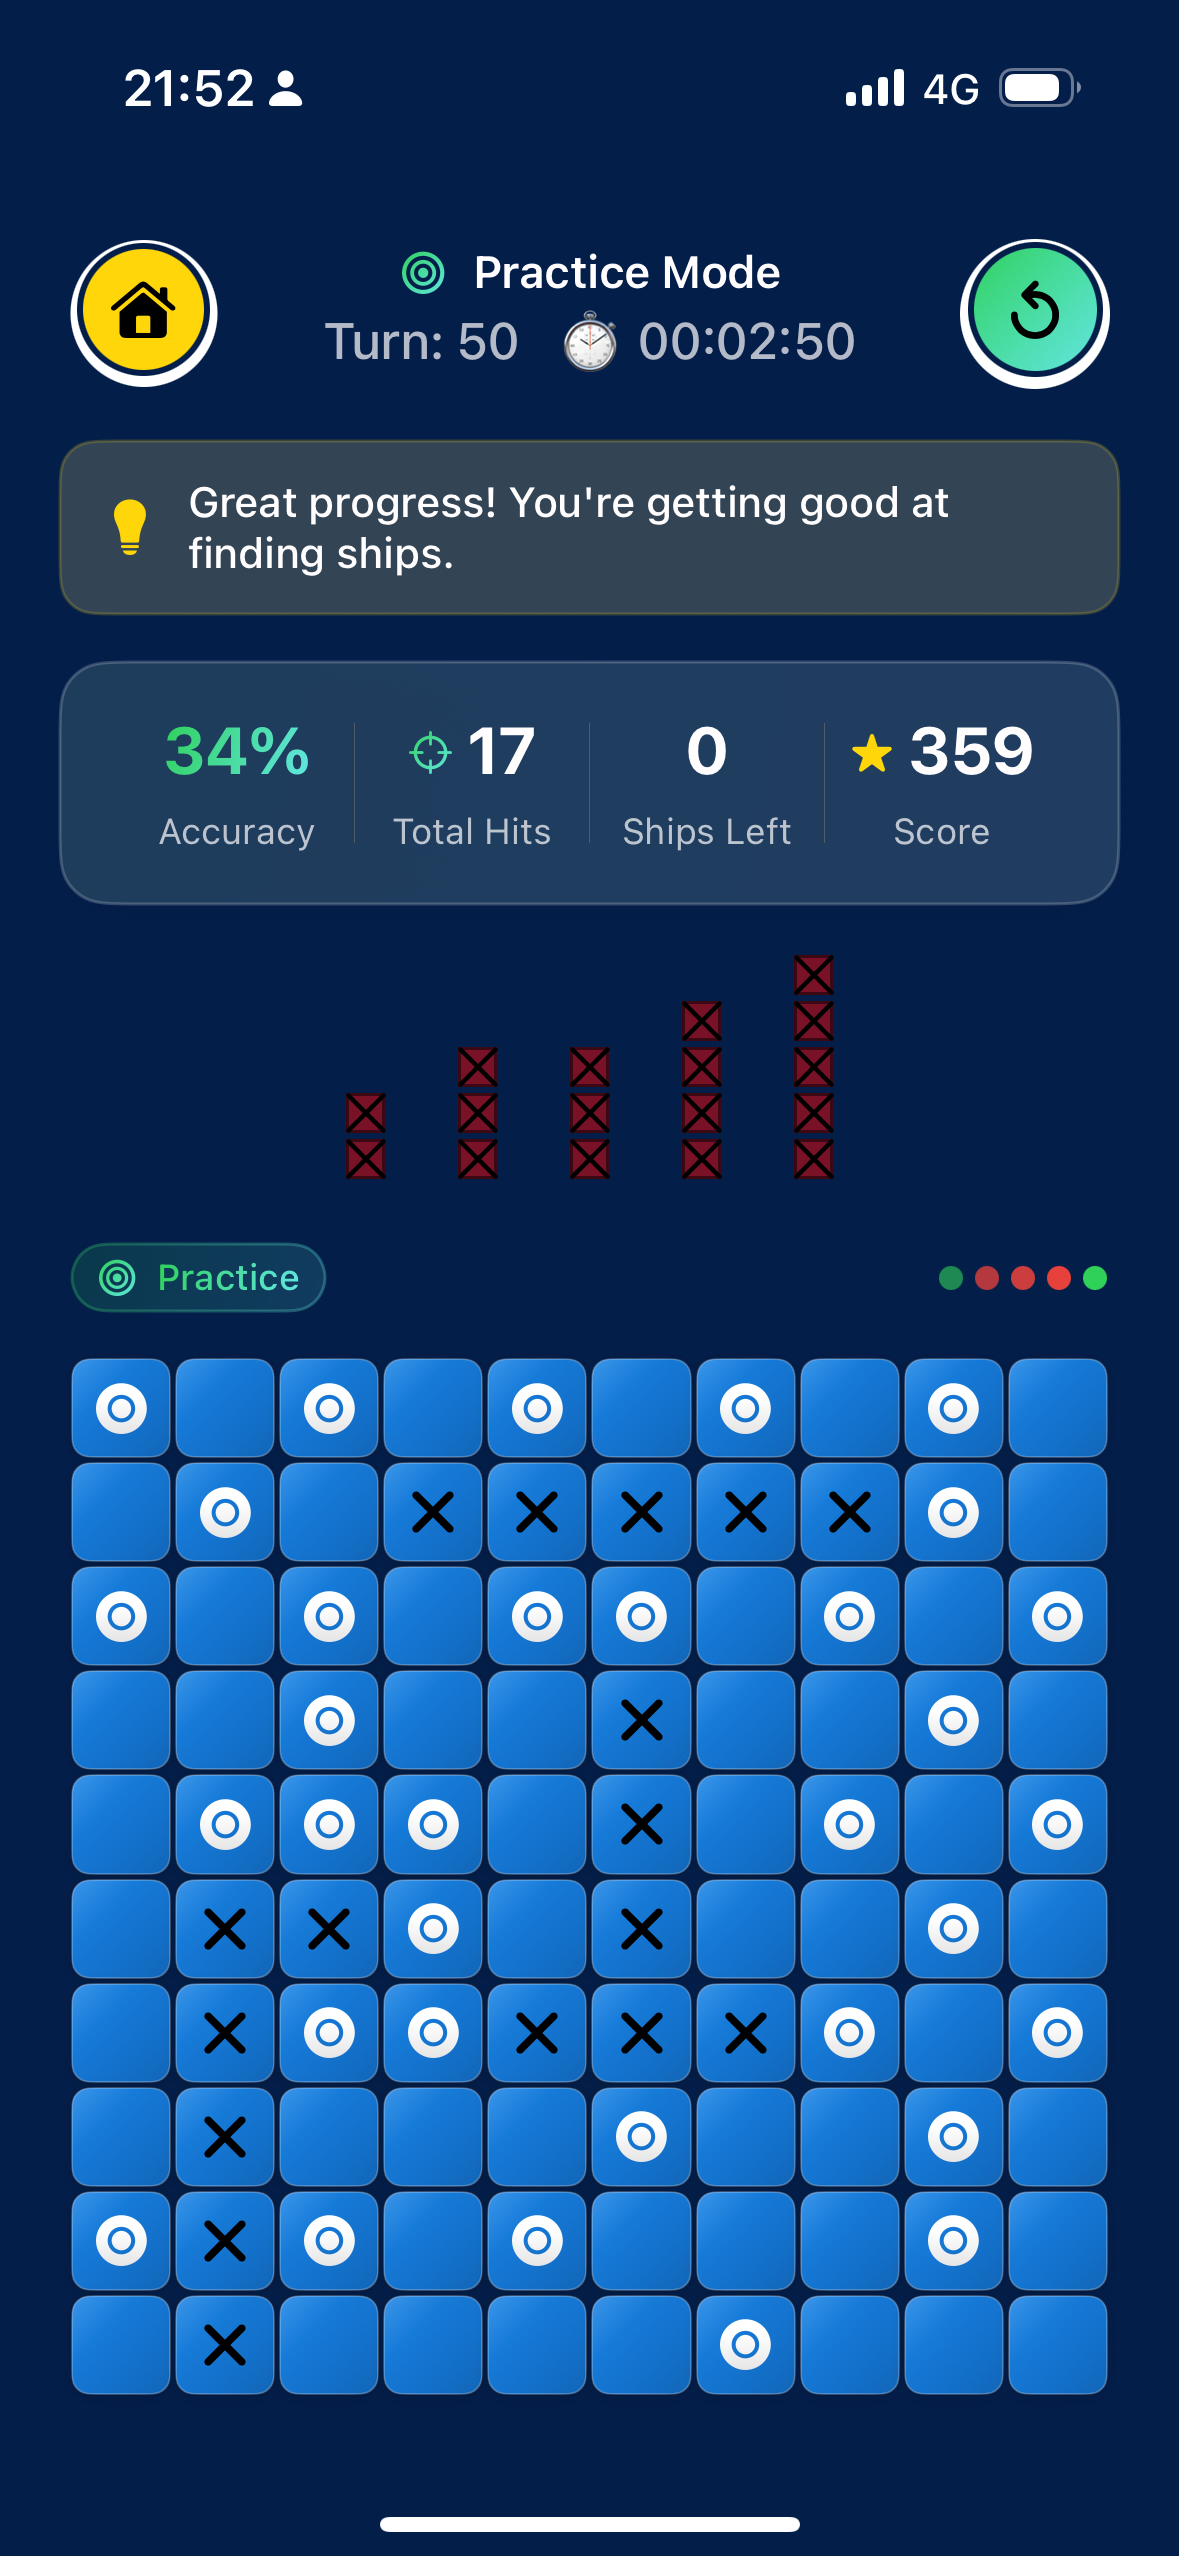 21:52
4G
Practice Mode
Turn: 50 00:02:50
Great progress! You're getting good at
finding ships.
34% 17 0 359
Accuracy Total Hits Ships Left Score
Practice